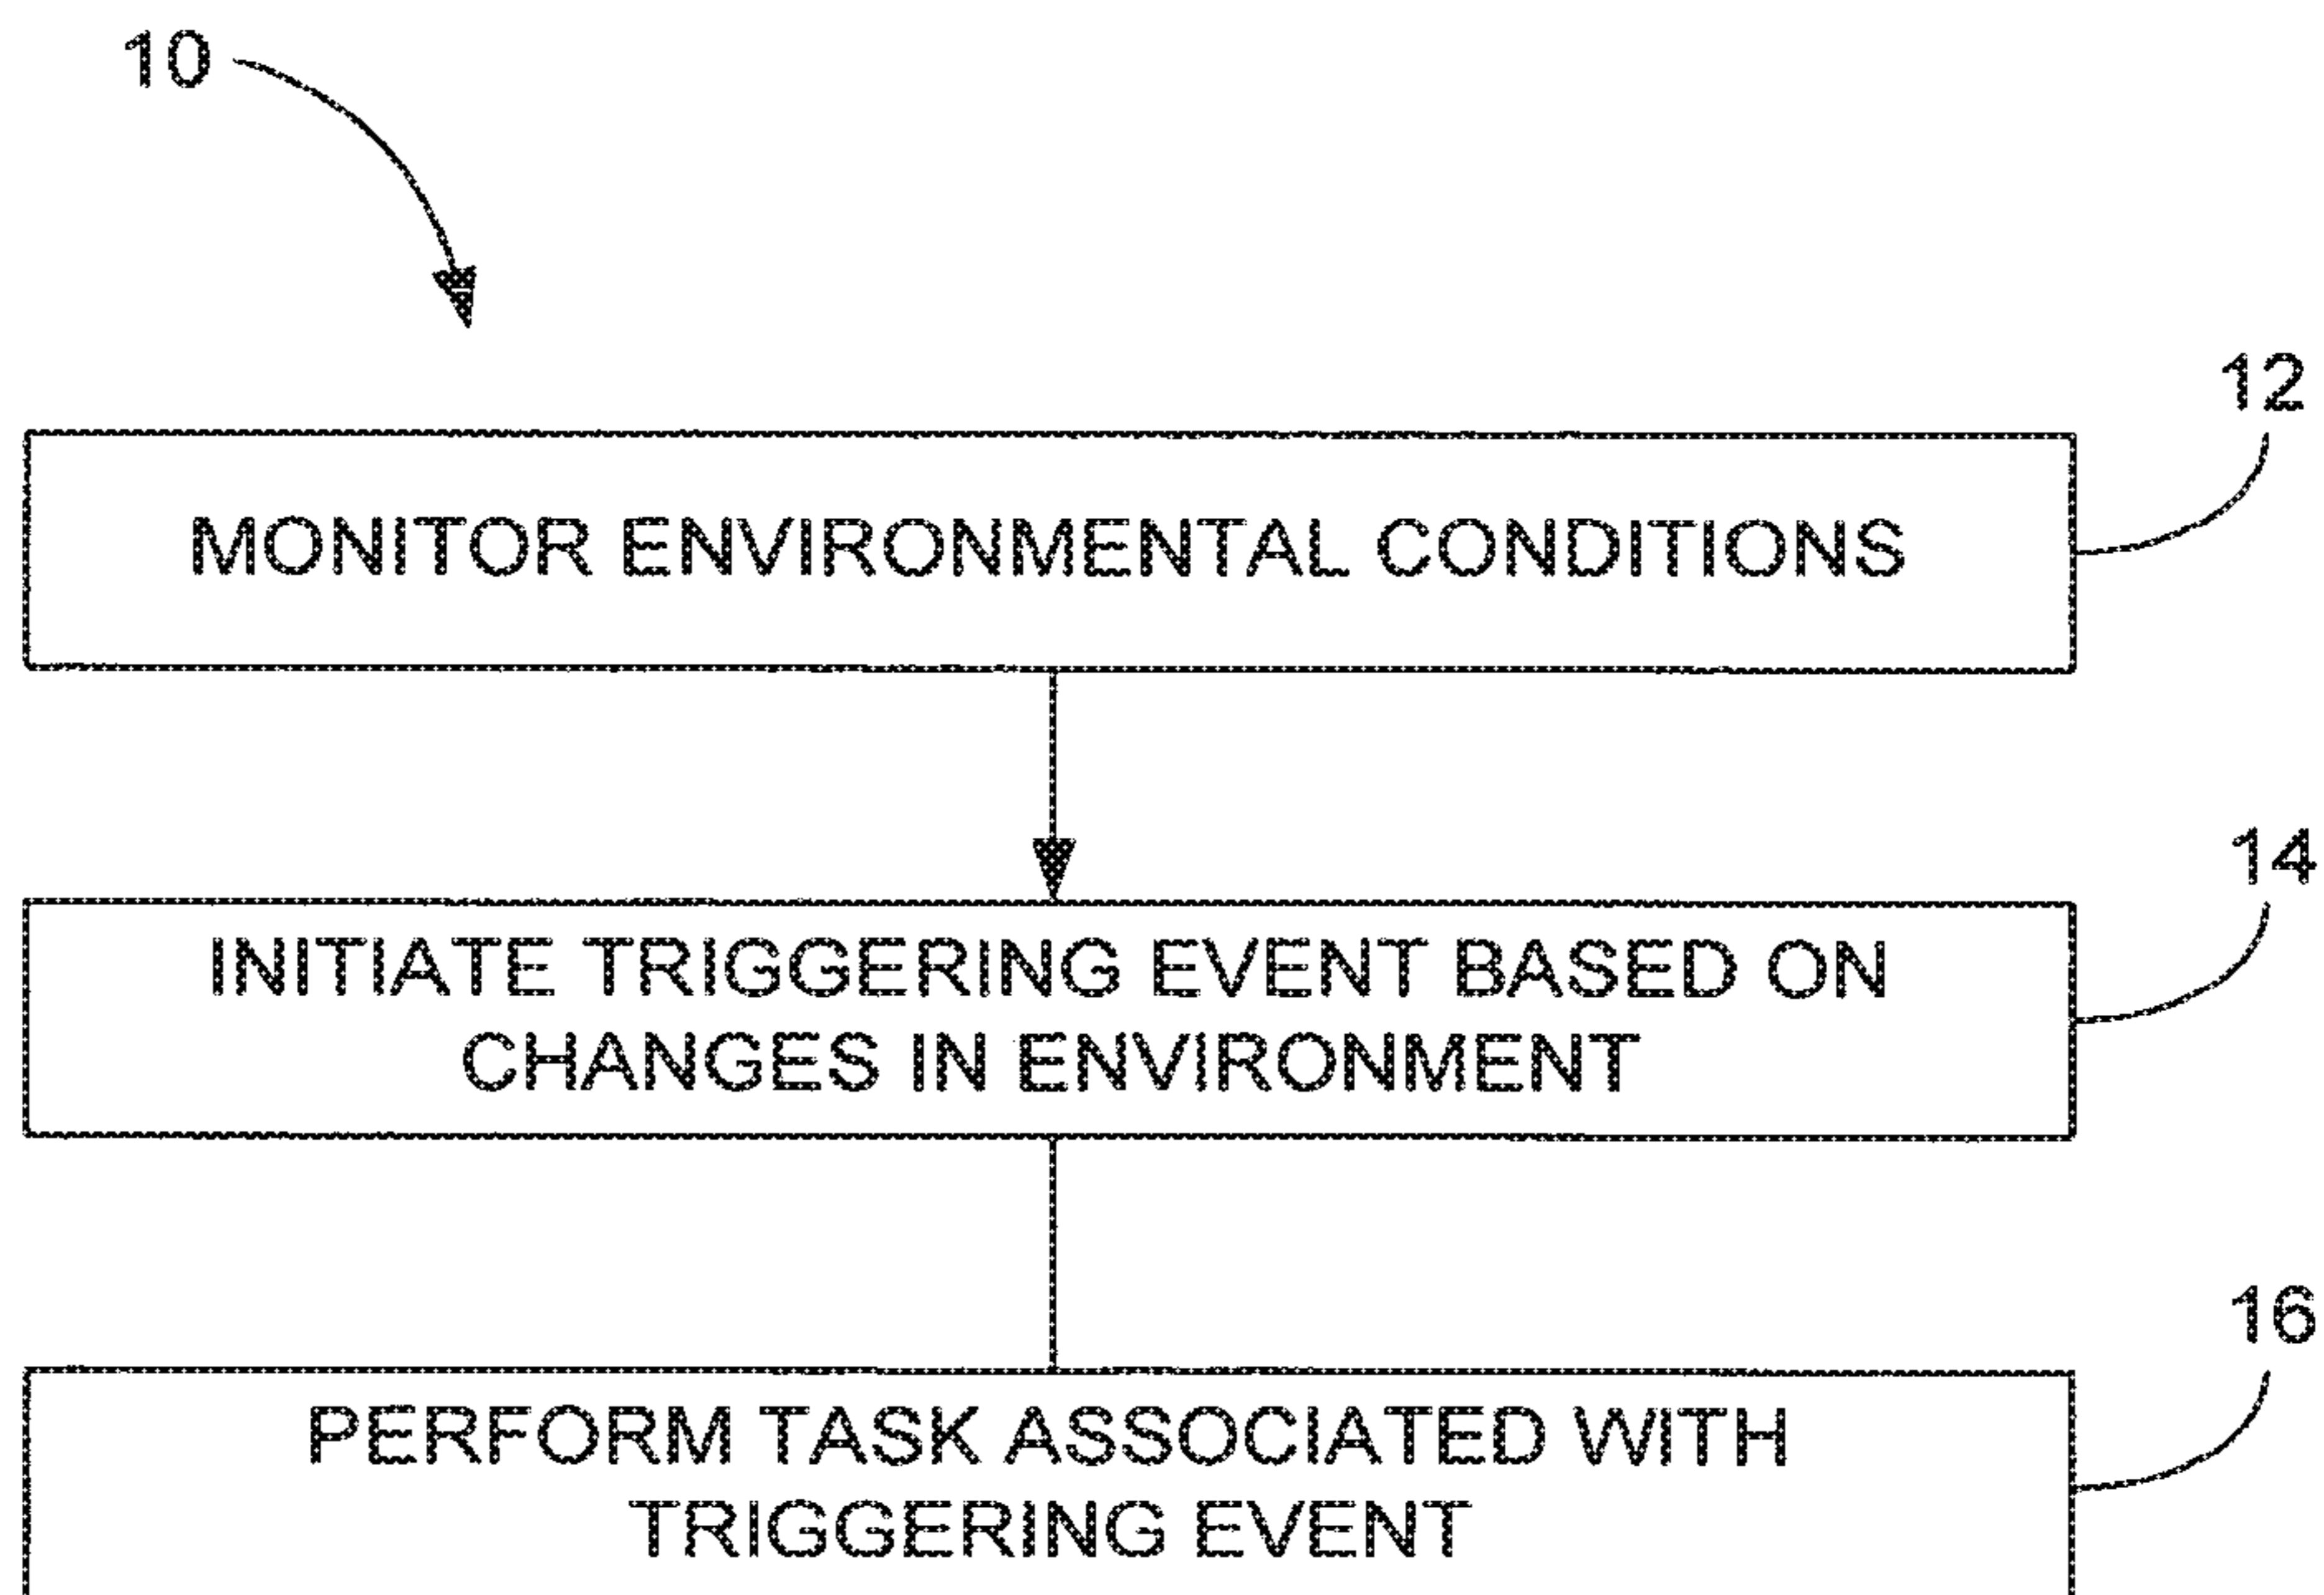 10
12
MONITOR ENVIRONMENTAL CONDITIONS
14
INITIATE TRIGGERING EVENT BASED ON
CHANGES IN ENVIRONMENT
16
PERFORM TASK ASSOCIATED WITH
TRIGGERING EVENT